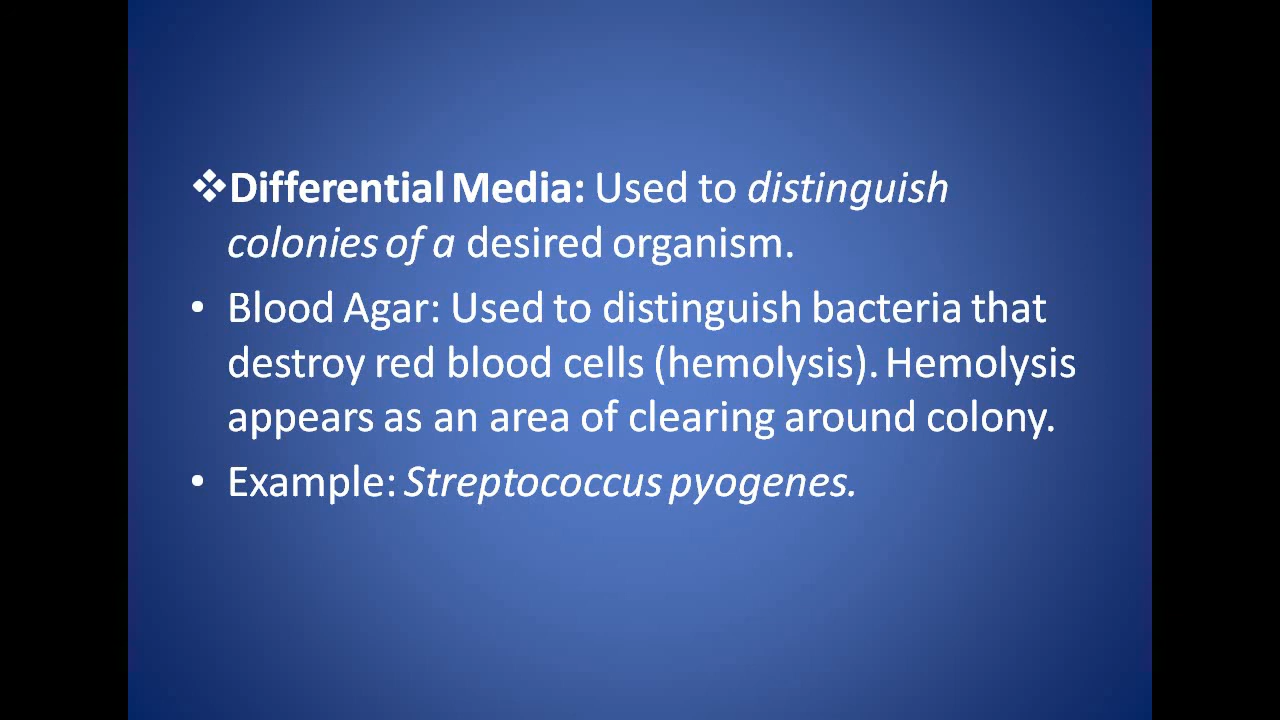 ❖Differential Media: Used to distinguish
colonies of a desired organism.
• Blood Agar: Used to distinguish bacteria that
destroy red blood cells (hemolysis). Hemolysis
appears as an area of clearing around colony.
• Example: Streptococcus pyogenes.